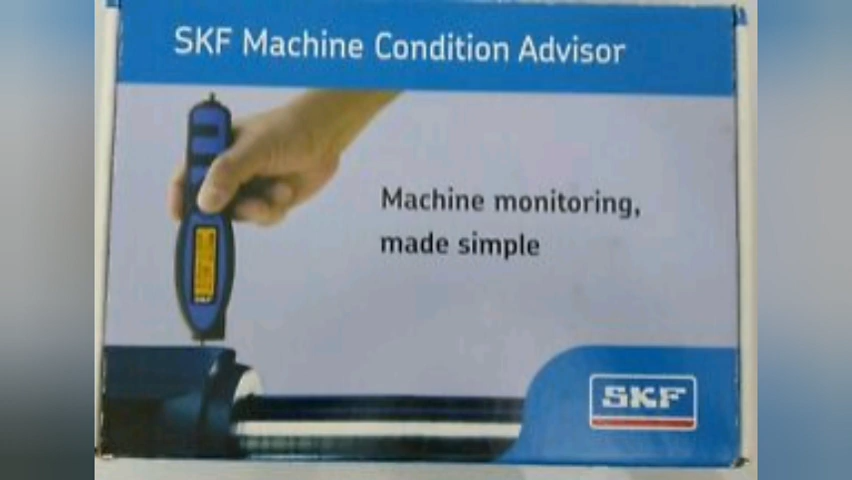 SKF Machine Condition Advisor
Machine monitoring,
made simple
SKF